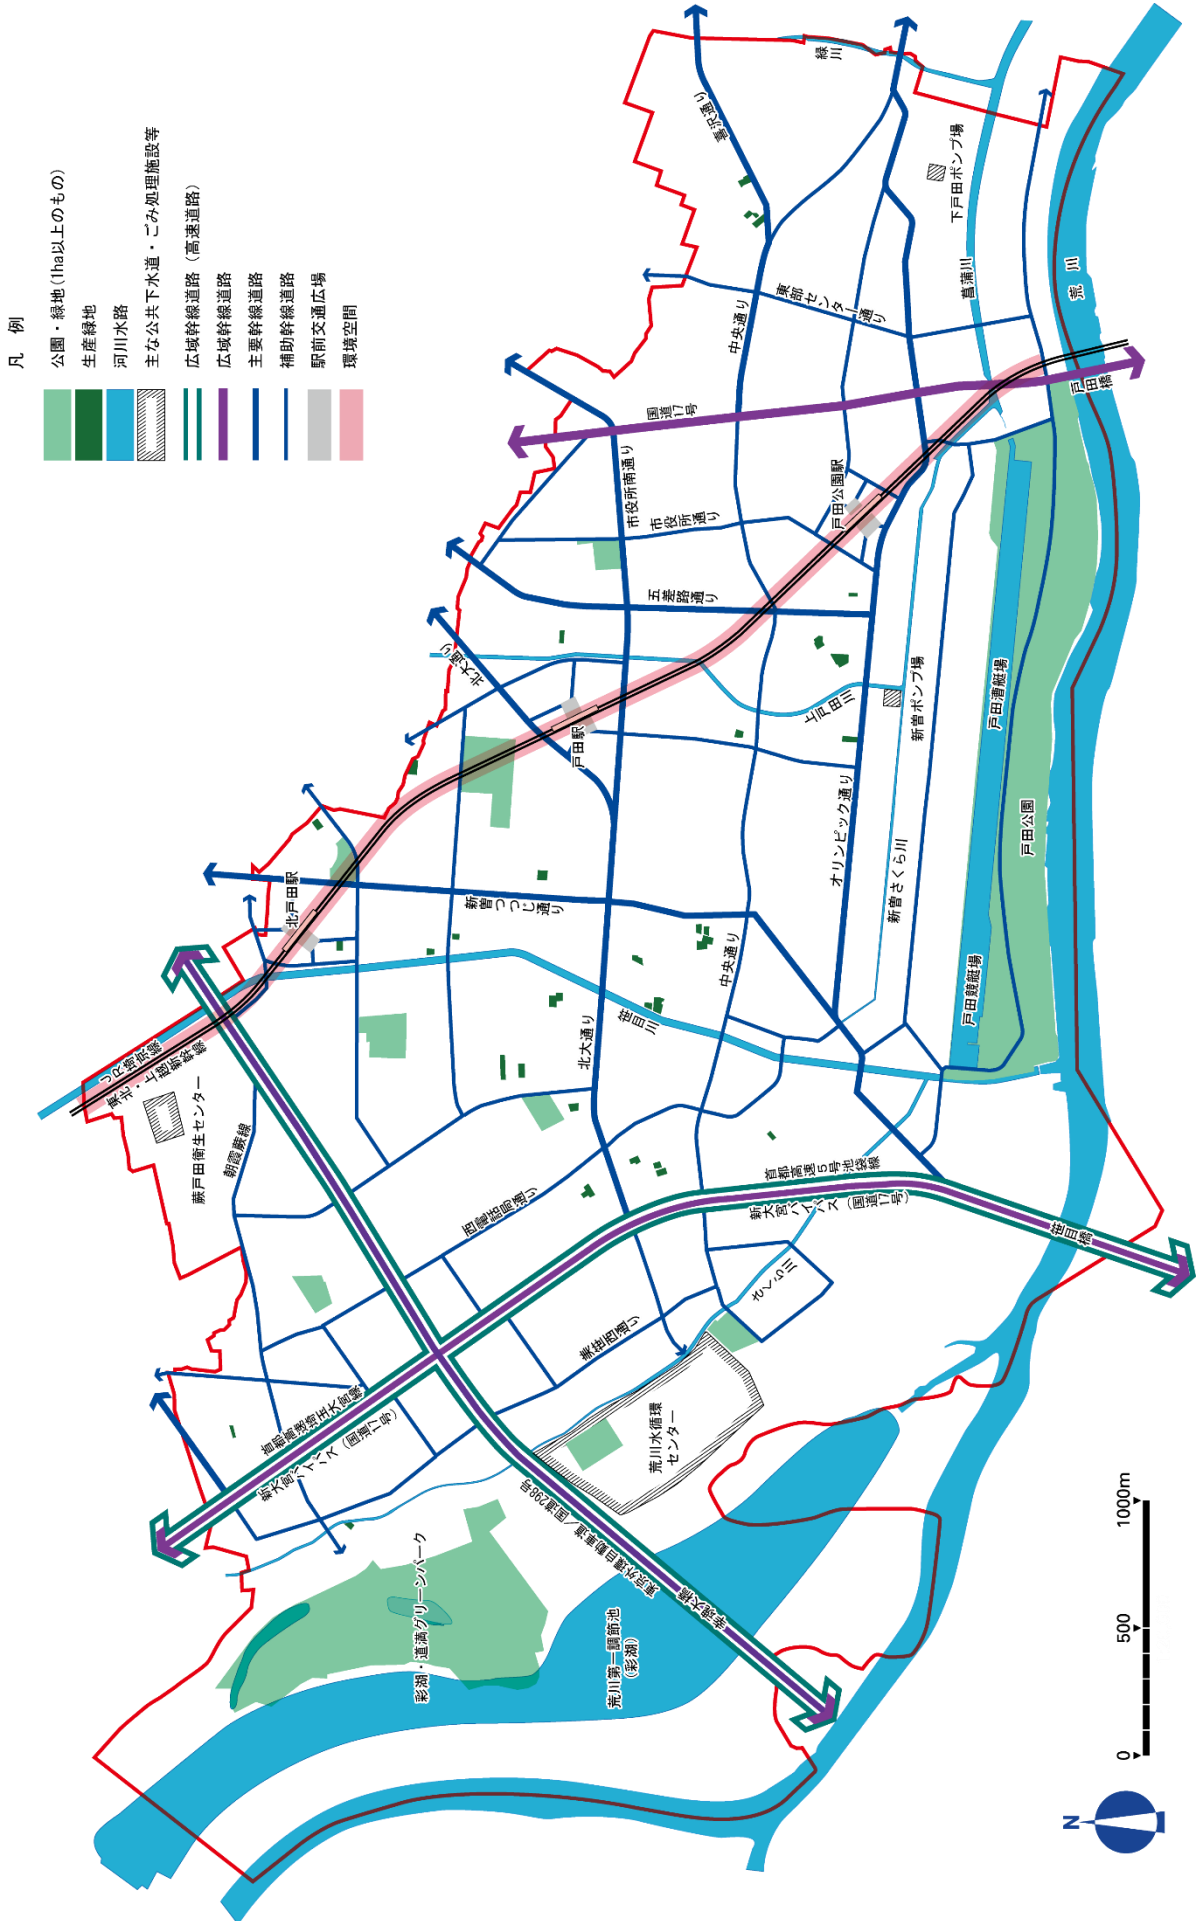 凡 例
公園・緑地(1ha以上のもの)
生産緑地
河川水路
主な公共下水道・ごみ処理施設等
広域幹線道路(高速道路)
広域幹線道路
主要幹線道路
補助幹線道路
駅前交通広場
環境空間
JR埼京線
東北・上越新幹線
蕨戸田衛生センター
朝霞蕨線
北戸田駅
新曽つつじ通り
北大通り
戸田駅
五差路通り
市役所南通り
市役所通り
国道17号
喜沢通り
緑川
中央通り
東部センター通り
下戸田ポンプ場
菖蒲川
荒 川
戸田橋
戸田公園駅
上戸田川
新曽ポンプ場
オリンピック通り
新曽さくら川
戸田漕艇場
戸田公園
戸田競艇場
中央通り
笹目川
北大通り
西電話局通り
首都高速5号池袋線
新大宮バイパス(国道17号)
笹目橋
さくら川
美笹西通り
首都高速埼玉大宮線
新大宮バイパス(国道17号)
荒川水循環
センター
東京外環自動車道/国道298号
幸魂大橋
彩湖・道満グリーンパーク
荒川第一調節池
(彩湖)
N
0
500
1000m